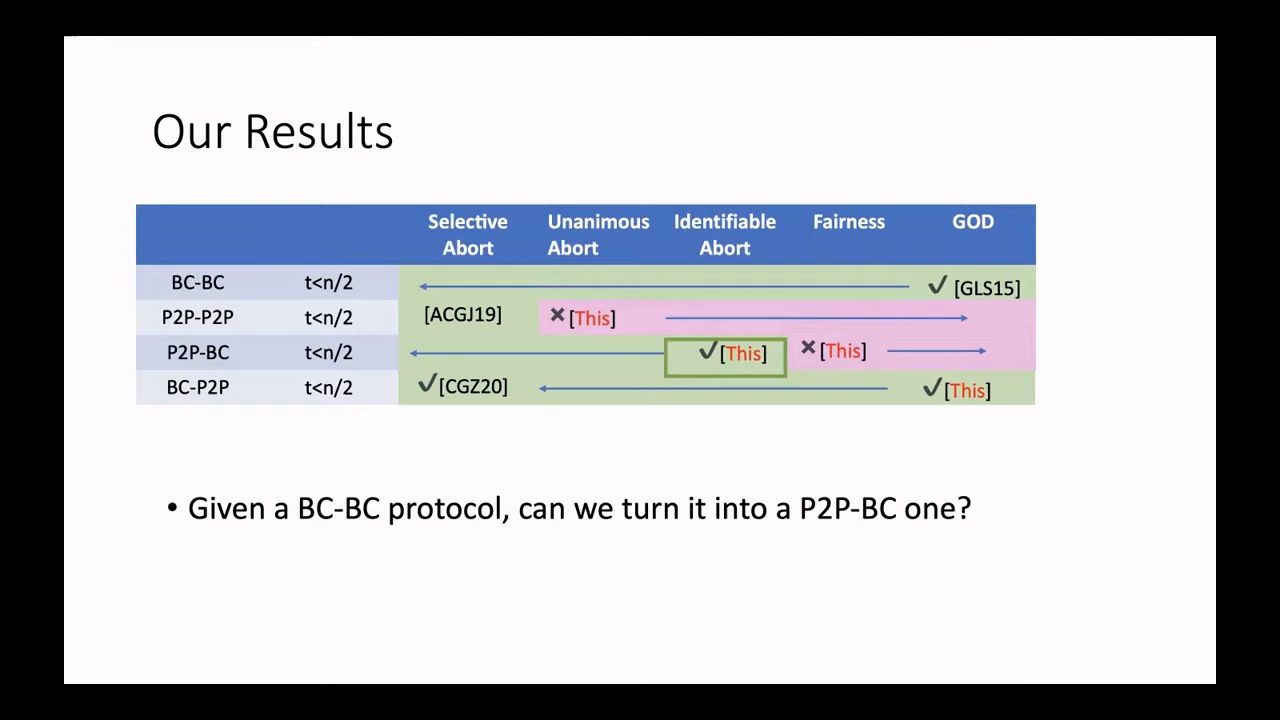 Our Results
Selective Abort Unanimous Abort Identifiable Abort Fairness GOD
BC-BC t<n/2 ✓ [GLS15]
P2P-P2P t<n/2 [ACGJ19] ✖ [This]
P2P-BC t<n/2 ✓[This] ✖ [This]
BC-P2P t<n/2 ✓[CGZ20] ✓[This]
• Given a BC-BC protocol, can we turn it into a P2P-BC one?